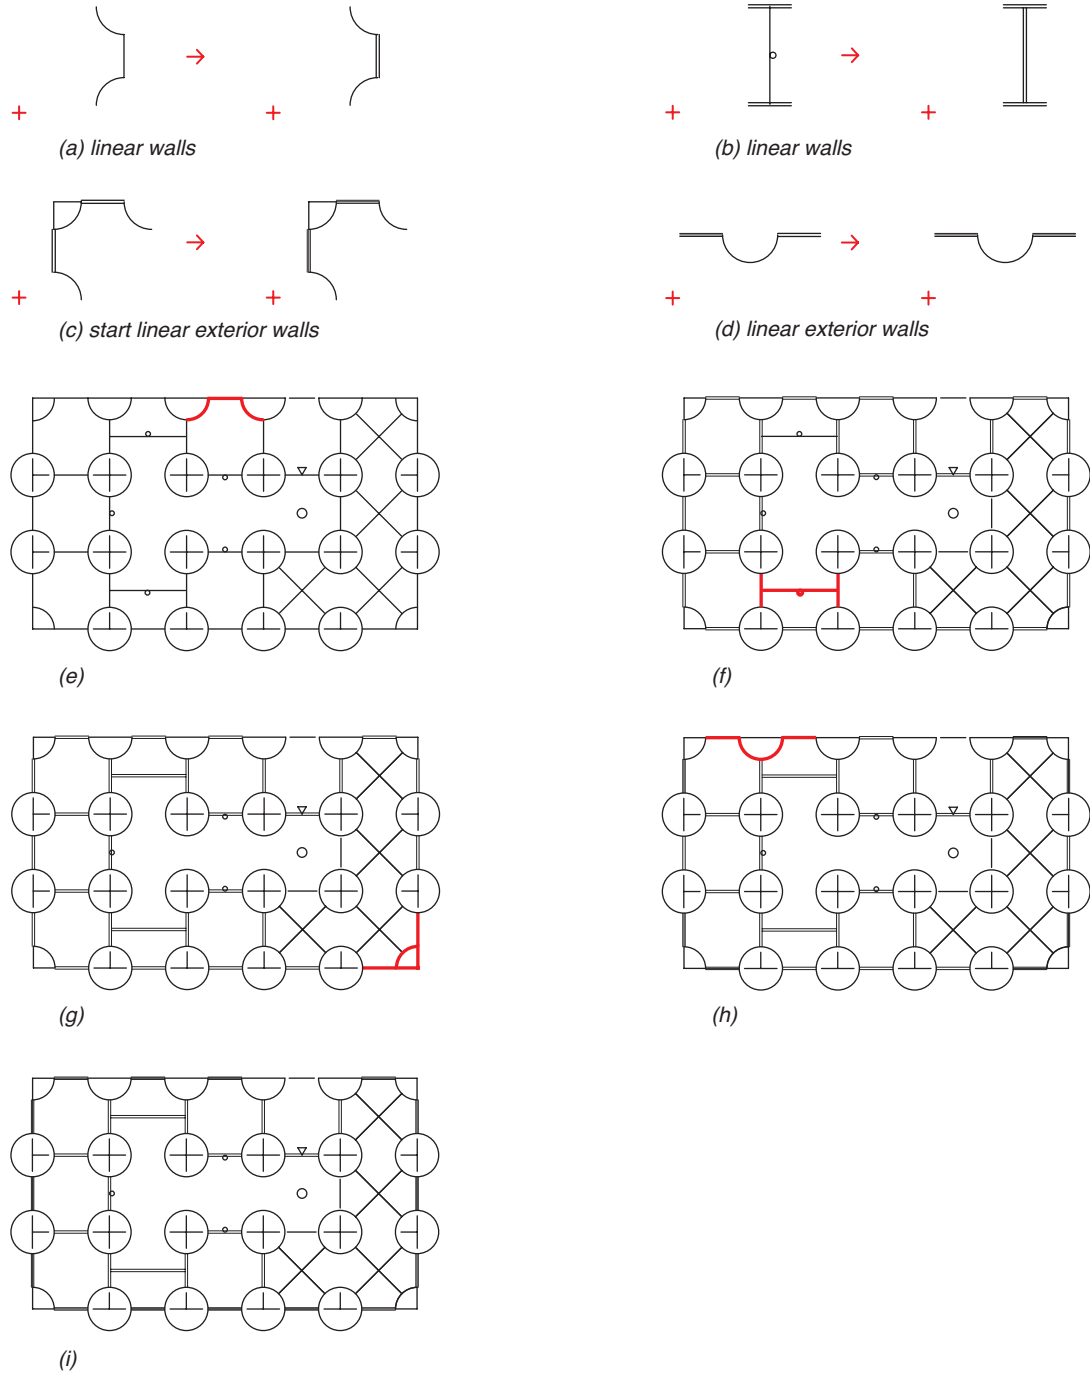 (a) linear walls
(b) linear walls
(c) start linear exterior walls
(d) linear exterior walls
(e)
(f)
(g)
(h)
(i)